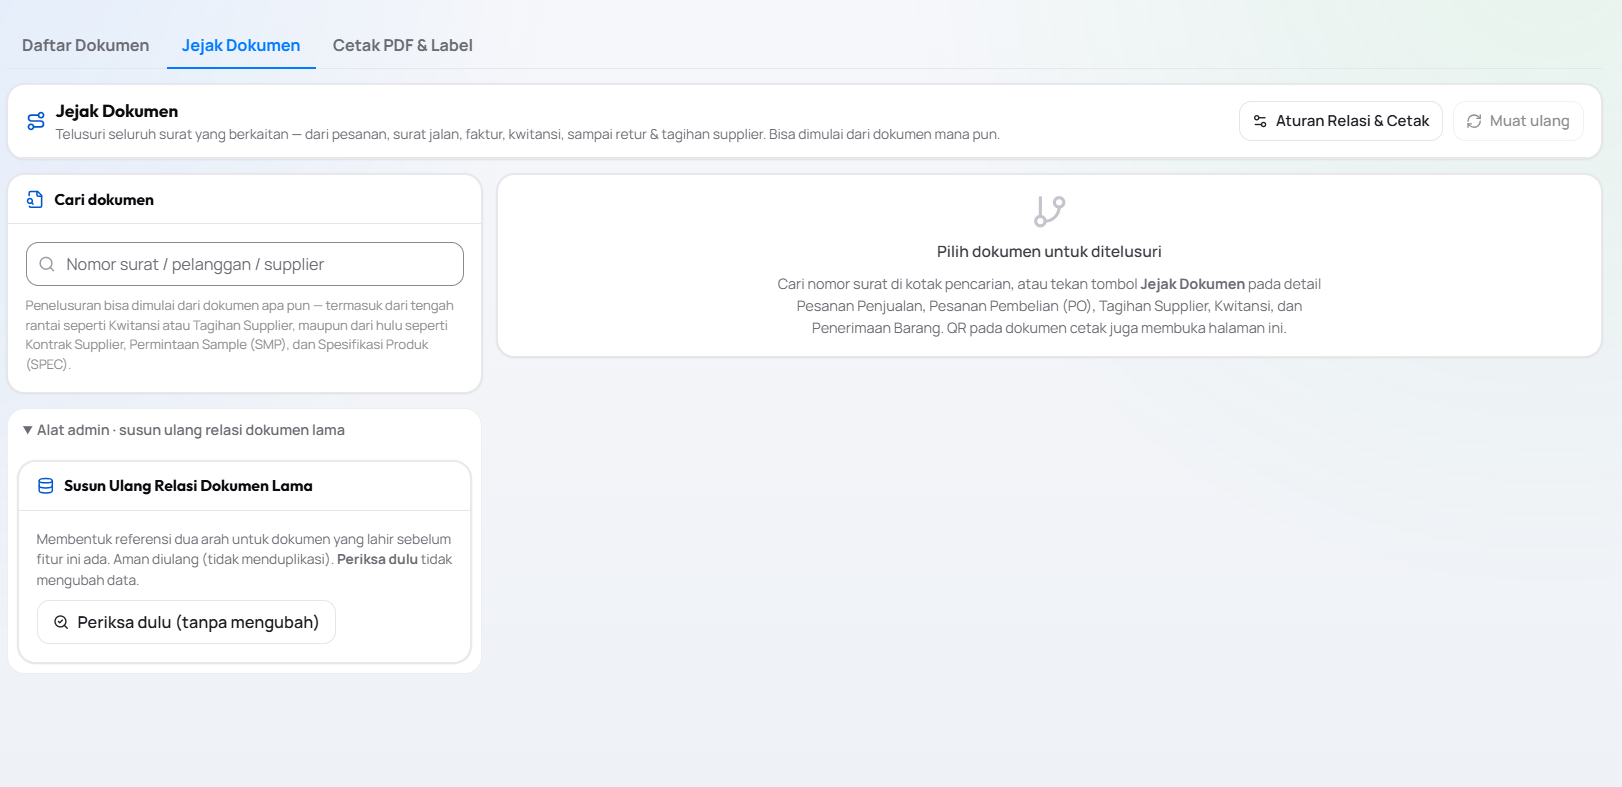 Daftar Dokumen
Jejak Dokumen
Cetak PDF & Label
Jejak Dokumen
Telusuri seluruh surat yang berkaitan — dari pesanan, surat jalan, faktur, kwitansi, sampai retur & tagihan supplier. Bisa dimulai dari dokumen mana pun.
Aturan Relasi & Cetak
Muat ulang
Cari dokumen
Nomor surat / pelanggan / supplier
Penelusuran bisa dimulai dari dokumen apa pun — termasuk dari tengah
rantai seperti Kwitansi atau Tagihan Supplier, maupun dari hulu seperti
Kontrak Supplier, Permintaan Sample (SMP), dan Spesifikasi Produk
(SPEC).
Pilih dokumen untuk ditelusuri
Cari nomor surat di kotak pencarian, atau tekan tombol Jejak Dokumen pada detail
Pesanan Penjualan, Pesanan Pembelian (PO), Tagihan Supplier, Kwitansi, dan
Penerimaan Barang. QR pada dokumen cetak juga membuka halaman ini.
▼ Alat admin · susun ulang relasi dokumen lama
Susun Ulang Relasi Dokumen Lama
Membentuk referensi dua arah untuk dokumen yang lahir sebelum
fitur ini ada. Aman diulang (tidak menduplikasi). Periksa dulu tidak
mengubah data.
Periksa dulu (tanpa mengubah)